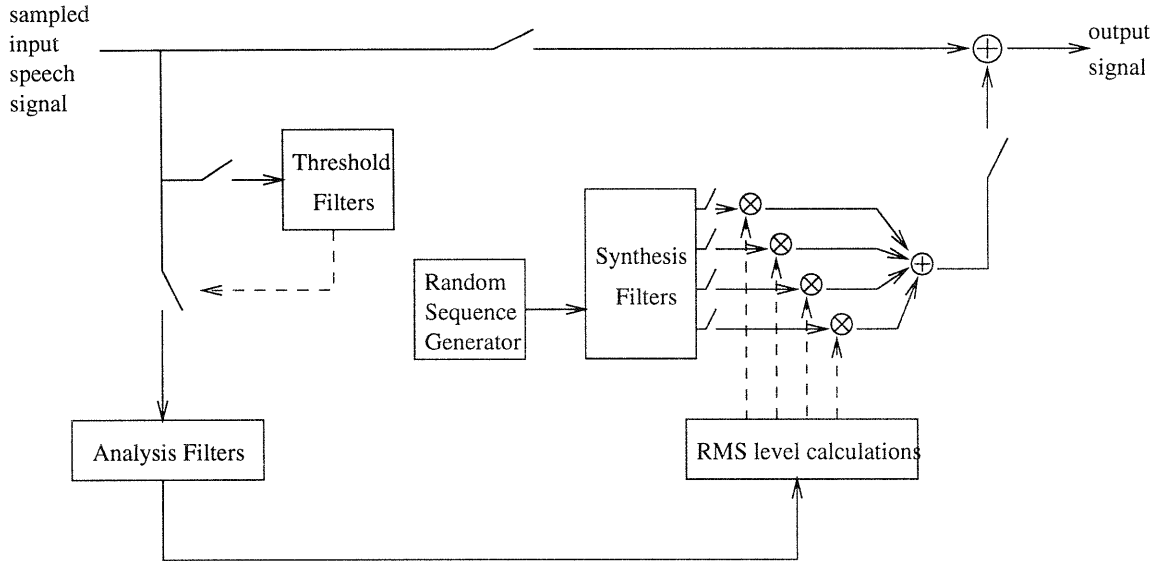 sampled
input
speech
signal
output
signal
Threshold
Filters
Synthesis
Filters
Random
Sequence
Generator
Analysis Filters
RMS level calculations